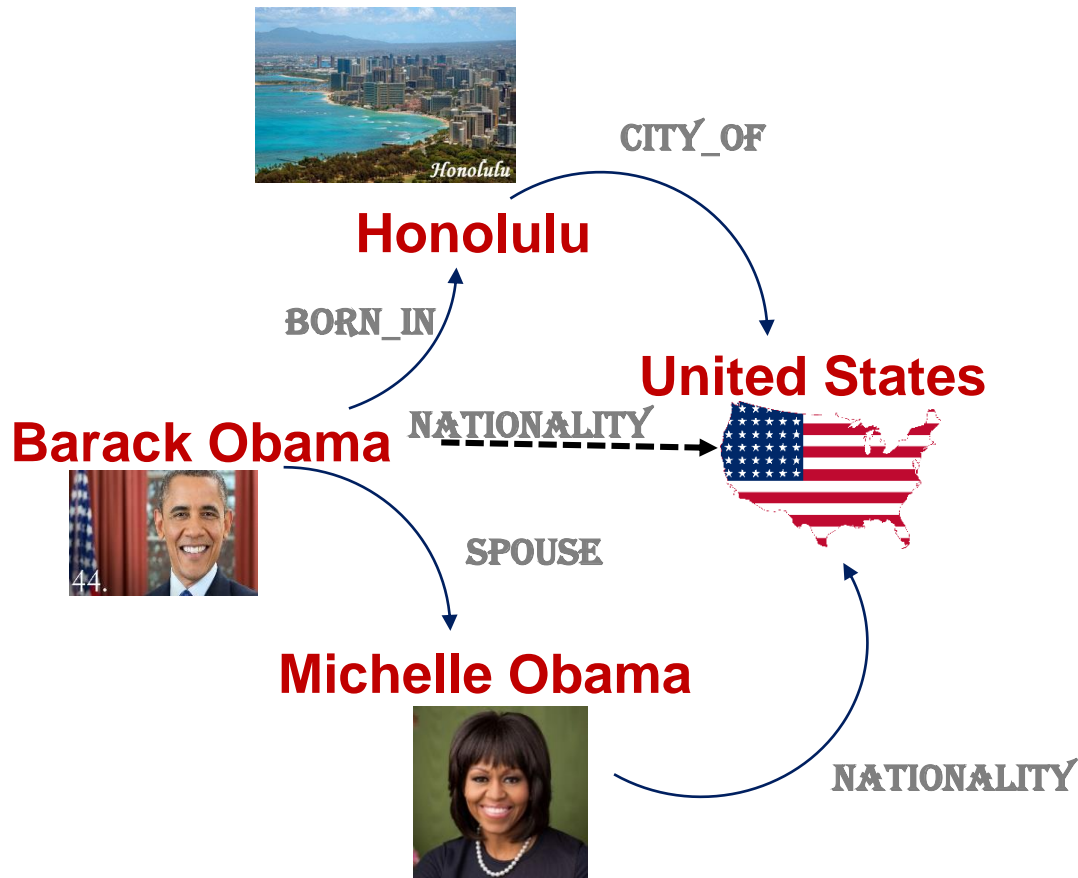 Honolulu
CITY_OF
Honolulu
BORN_IN
United States
NATIONALITY
Barack Obama
44.
SPOUSE
Michelle Obama
NATIONALITY